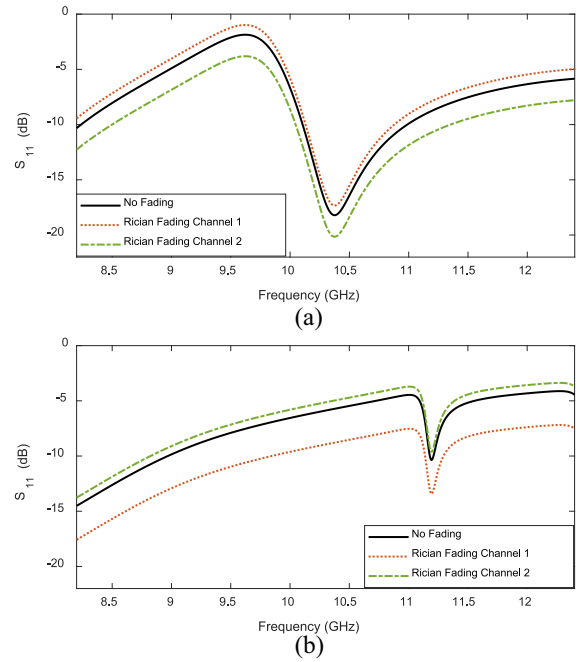 (a)
0
-5
-10
-15
-20
S 11 (dB)
No Fading
Rician Fading Channel 1
Rician Fading Channel 2
8.5 9 9.5 10 10.5 11 11.5 12
Frequency (GHz)
(a)
0
-5
-10
-15
-20
S 11 (dB)
No Fading
Rician Fading Channel 1
Rician Fading Channel 2
8.5 9 9.5 10 10.5 11 11.5 12
Frequency (GHz)
(b)